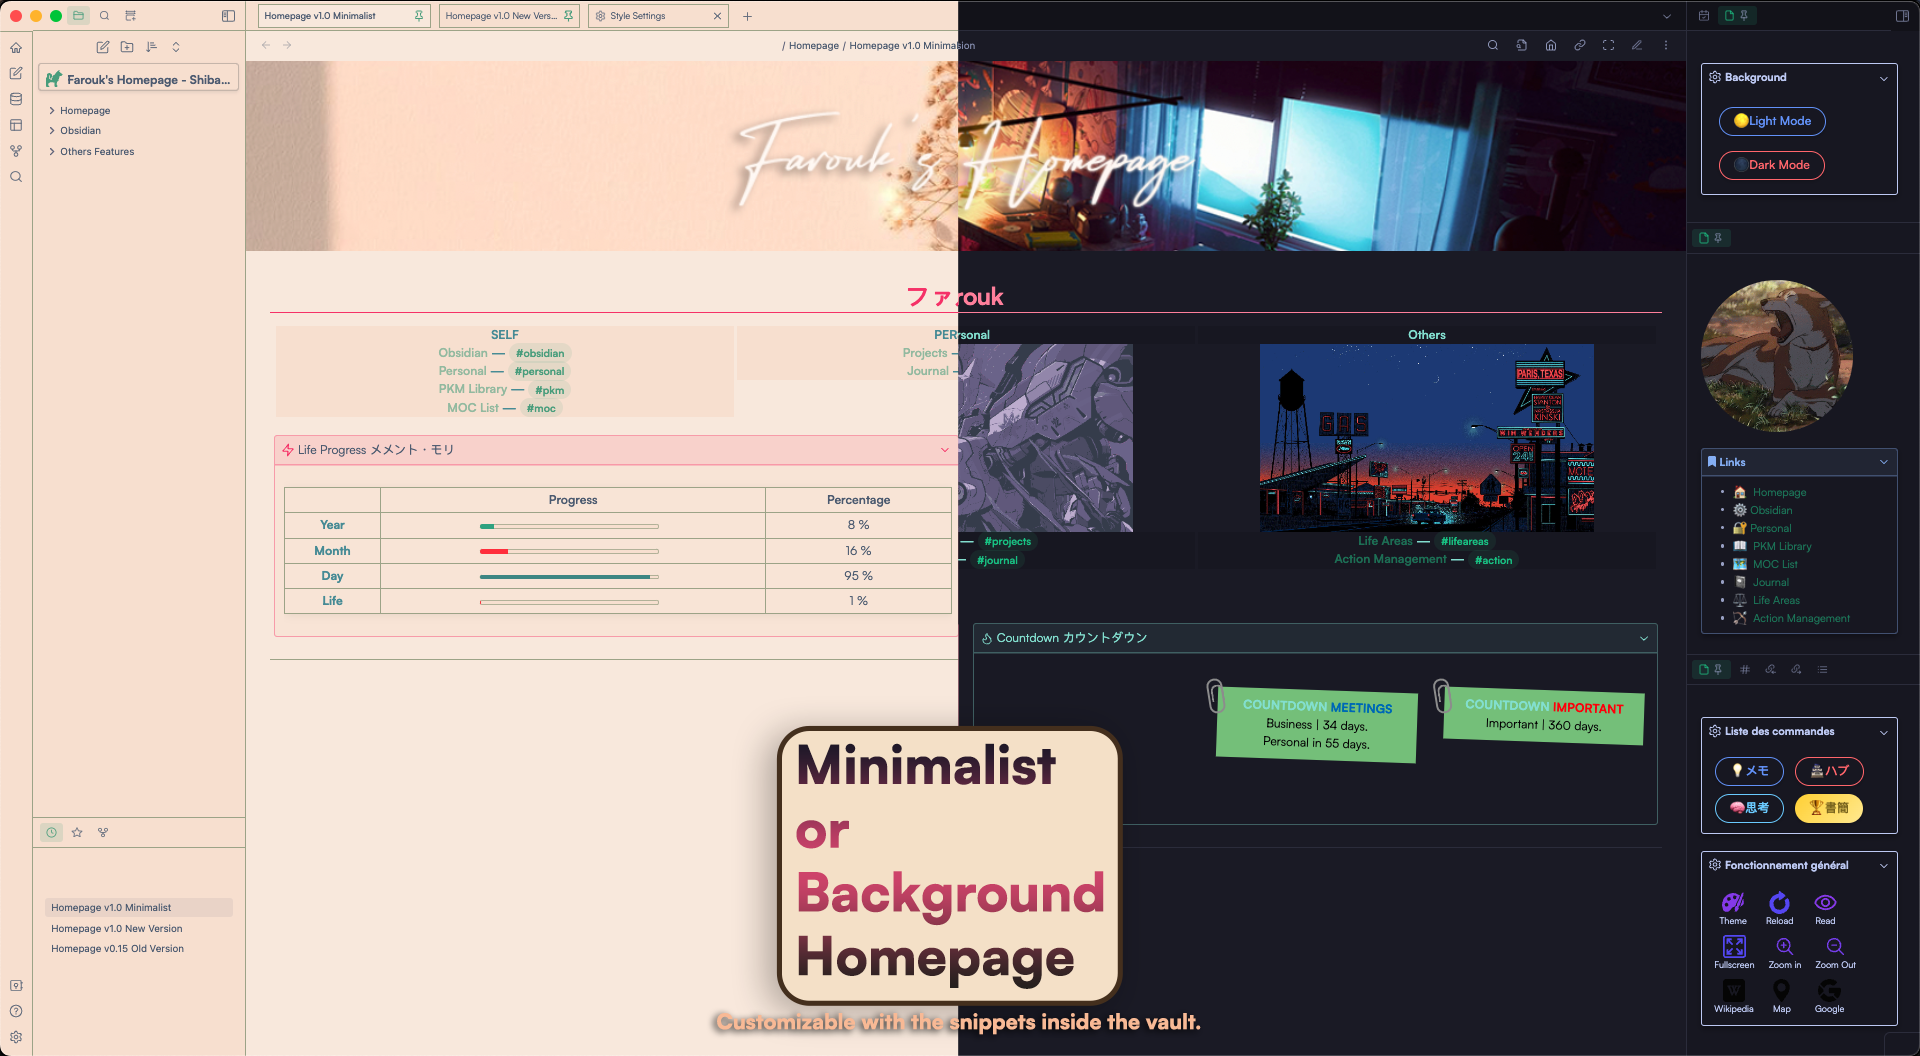 Homepage v1.0 Minimalist
Homepage v1.0 New Vers...
Style Settings
/ Homepage / Homepage v1.0 Minimasion
Farouk's Homepage - Shiba...
Homepage
Obsidian
Others Features
Farouk's Homepage
ファrouk
SELF
Obsidian — #obsidian
Personal — #personal
PKM Library — #pkm
MOC List — #moc
PERsonal
Projects —
Journal —
— #projects
— #journal
Others
PARIS, TEXAS
GAS
Life Areas — #lifeareas
Action Management — #action
Life Progress メメント・モリ
Progress Percentage
Year 8 %
Month 16 %
Day 95 %
Life 1 %
Countdown カウントダウン
COUNTDOWN MEETINGS
Business | 34 days.
Personal in 55 days.
COUNTDOWN IMPORTANT
Important | 360 days.
Minimalist
or
Background
Homepage
Customizable with the snippets inside the vault.
Homepage v1.0 Minimalist
Homepage v1.0 New Version
Homepage v0.15 Old Version
Background
Light Mode
Dark Mode
Links
Homepage
Obsidian
Personal
PKM Library
MOC List
Journal
Life Areas
Action Management
Liste des commandes
メモ
ハブ
思考
書簡
Fonctionnement général
Theme Reload Read
Fullscreen Zoom in Zoom Out
Wikipedia Map Google